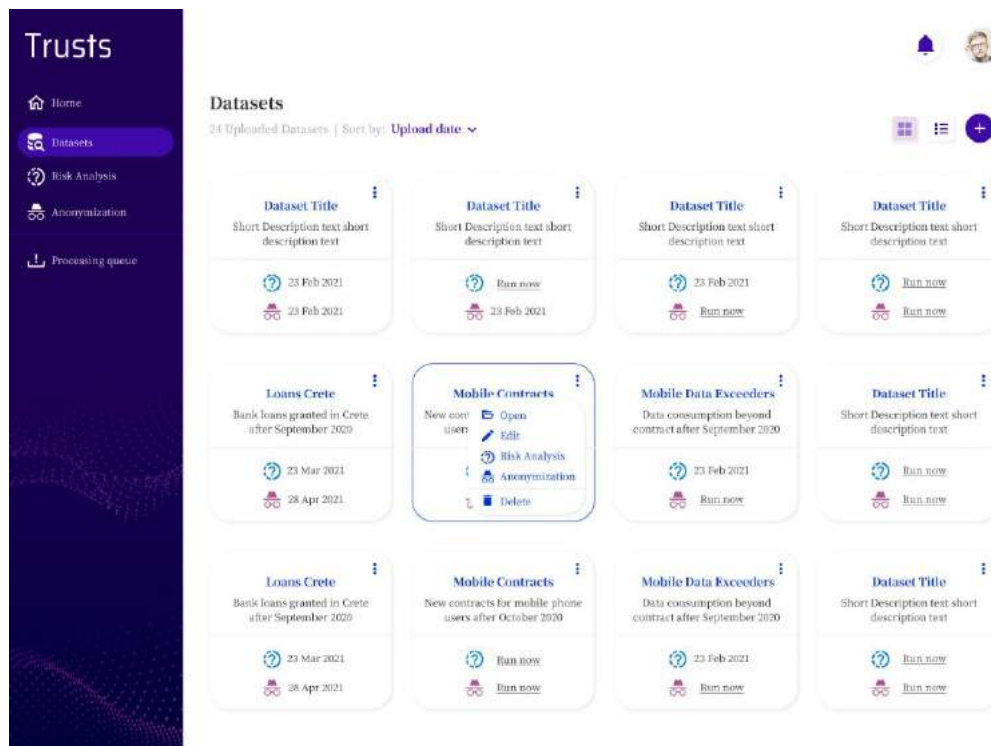 Trusts
Home
Datasets
Risk Analysis
Anonymization
Processing queue
Datasets
24 Uploaded Datasets | Sort by: Upload date
Dataset Title
Short Description text short
description text
23 Feb 2021
23 Feb 2021
Dataset Title
Short Description text short
description text
Run now
23 Feb 2021
Dataset Title
Short Description text short
description text
23 Feb 2021
Run now
Dataset Title
Short Description text short
description text
Run now
Run now
Loans Crete
Bank loans granted in Crete
after September 2020
23 Mar 2021
28 Apr 2021
Mobile Contracts
New
users
Open
Edit
Risk Analysis
Anonymization
Delete
Mobile Data Exceeders
Data consumption beyond
contract after September 2020
23 Feb 2021
Run now
Dataset Title
Short Description text short
description text
Run now
Run now
Loans Crete
Bank loans granted in Crete
after September 2020
23 Mar 2021
28 Apr 2021
Mobile Contracts
New contracts for mobile phone
users after October 2020
Run now
Run now
Mobile Data Exceeders
Data consumption beyond
contract after September 2020
23 Feb 2021
Run now
Dataset Title
Short Description text short
description text
Run now
Run now